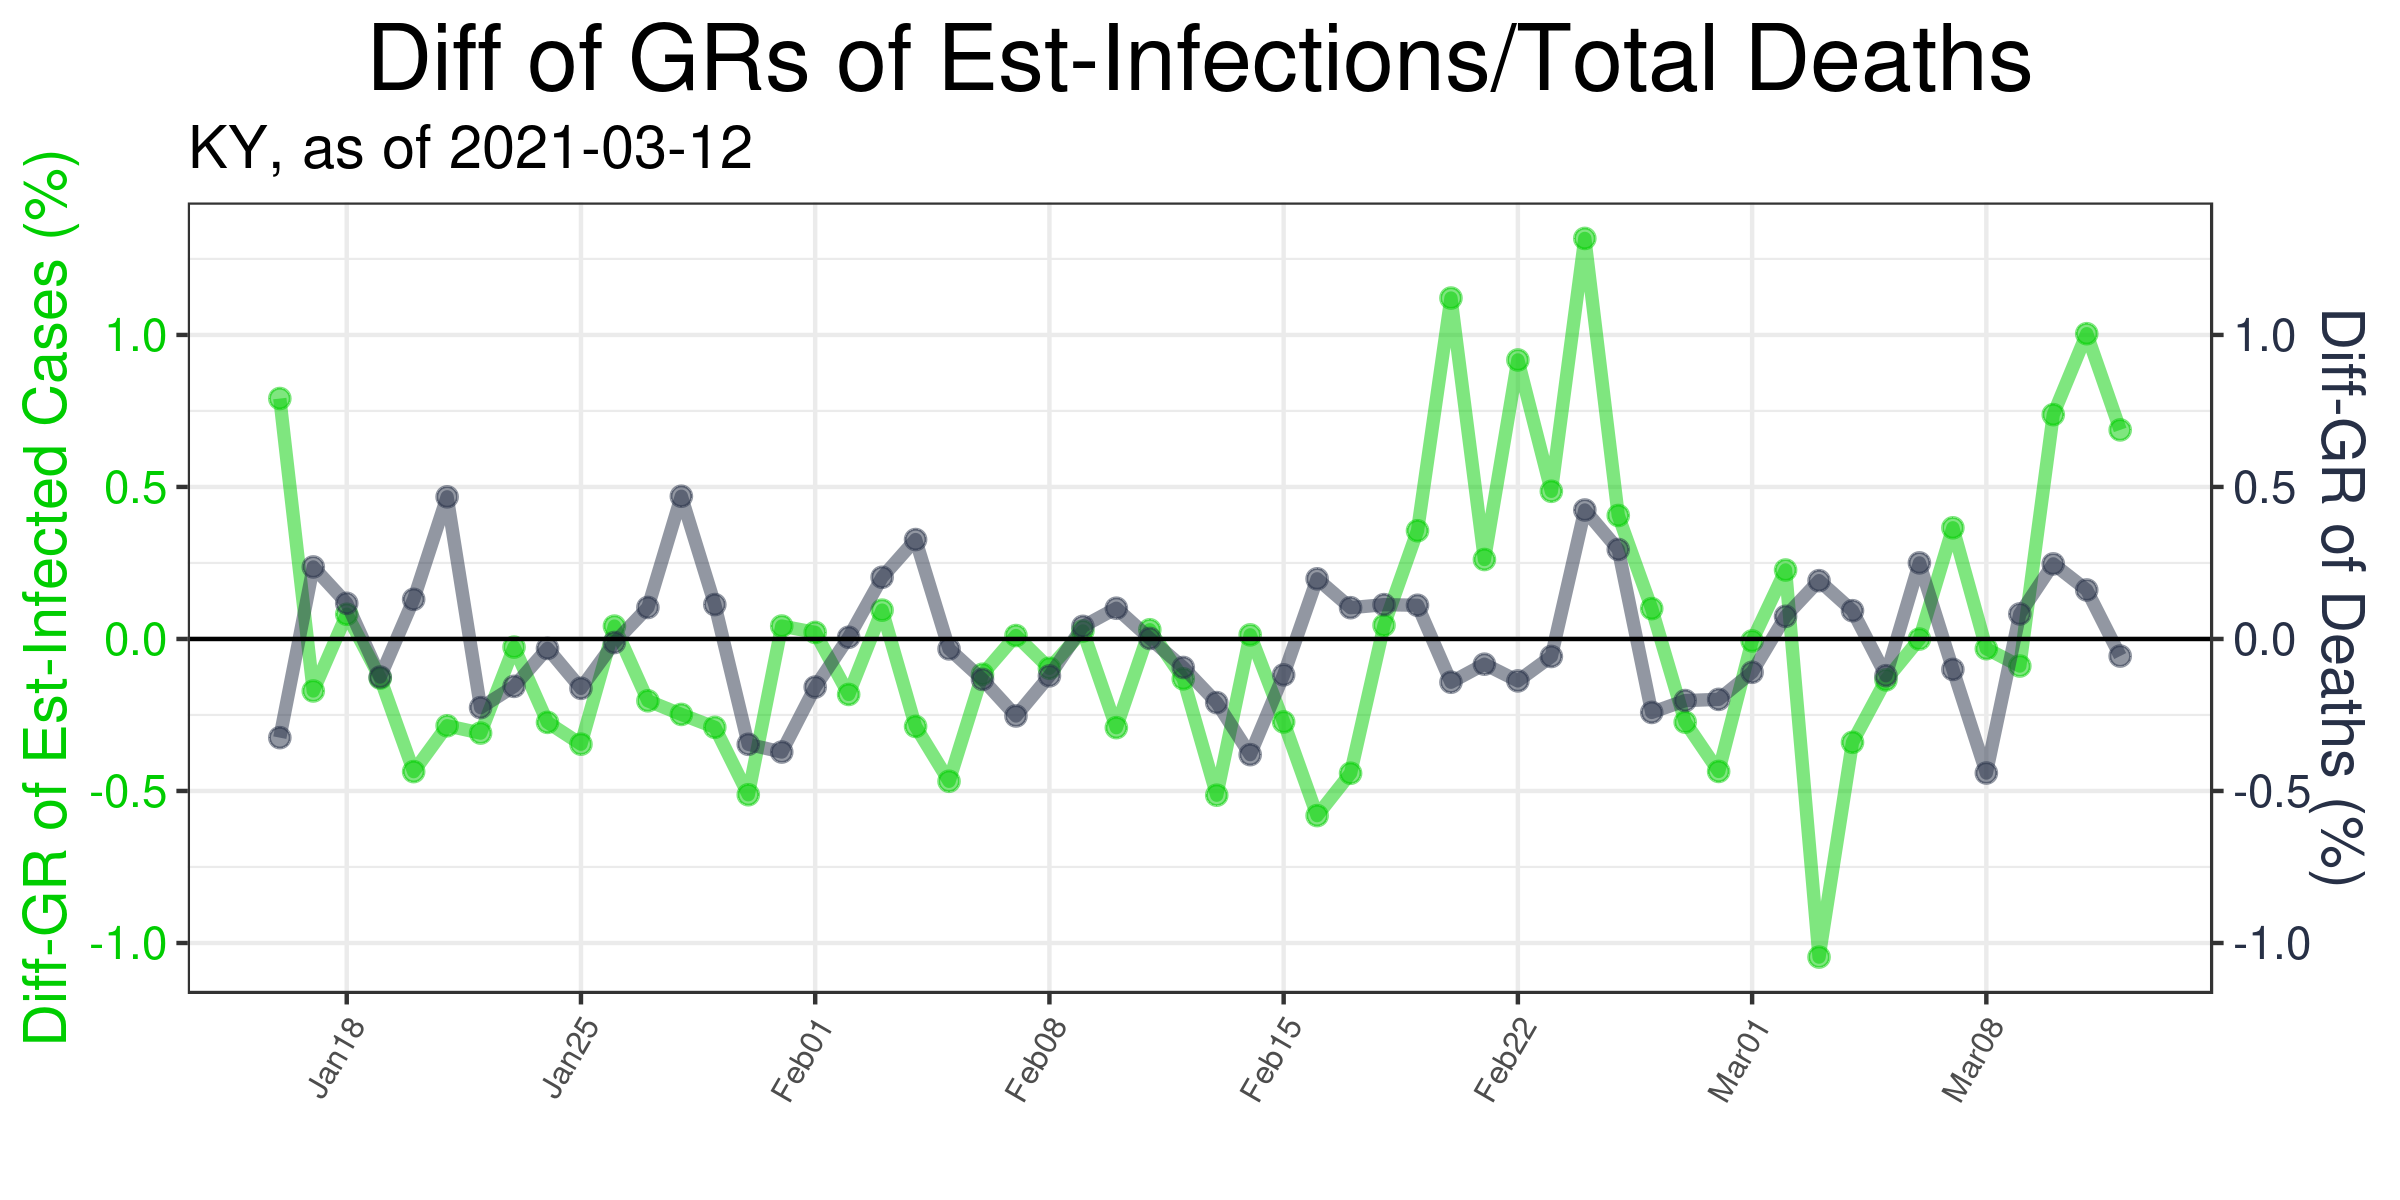 Diff of GRs of Est-Infections/Total Deaths
KY, as of 2021-03-12
Diff-GR of Est-Infected Cases (%)
1.0
0.5
0.0
-0.5
-1.0
1.0
0.5
0.0
-0.5
-1.0
Diff-GR of Deaths (%)
Jan18
Jan25
Feb01
Feb08
Feb15
Feb22
Mar01
Mar08